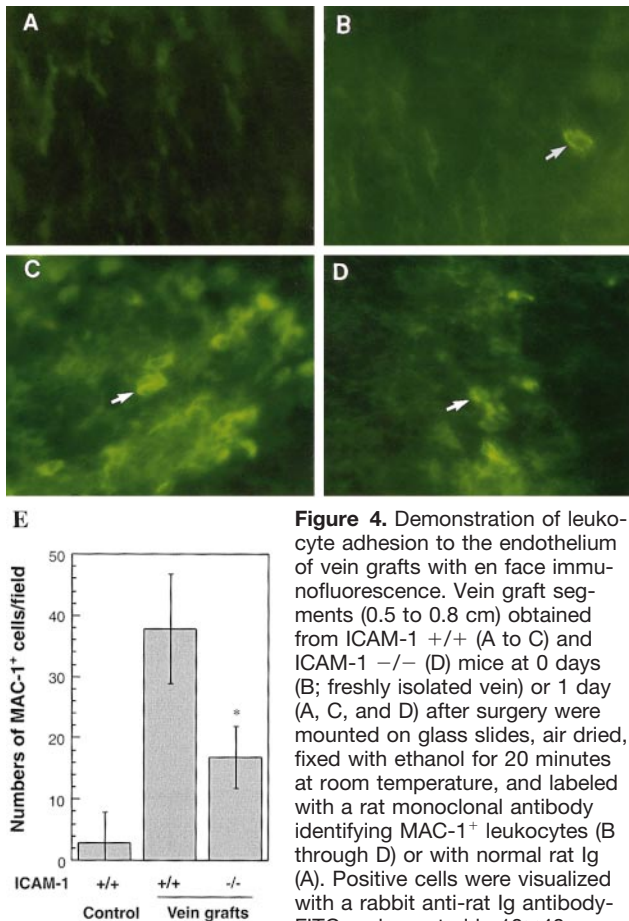 A
B
C
D
E
Numbers of MAC-1+ cells/field
50
40
30
20
10
0
*
ICAM-1 +/+ +/+ -/-
Control Vein grafts
Figure 4. Demonstration of leuko-
cyte adhesion to the endothelium
of vein grafts with en face immu-
nofluorescence. Vein graft seg-
ments (0.5 to 0.8 cm) obtained
from ICAM-1 +/+ (A to C) and
ICAM-1 −/− (D) mice at 0 days
(B; freshly isolated vein) or 1 day
(A, C, and D) after surgery were
mounted on glass slides, air dried,
fixed with ethanol for 20 minutes
at room temperature, and labeled
with a rat monoclonal antibody
identifying MAC-1+ leukocytes (B
through D) or with normal rat Ig
(A). Positive cells were visualized
with a rabbit anti-rat Ig antibody-